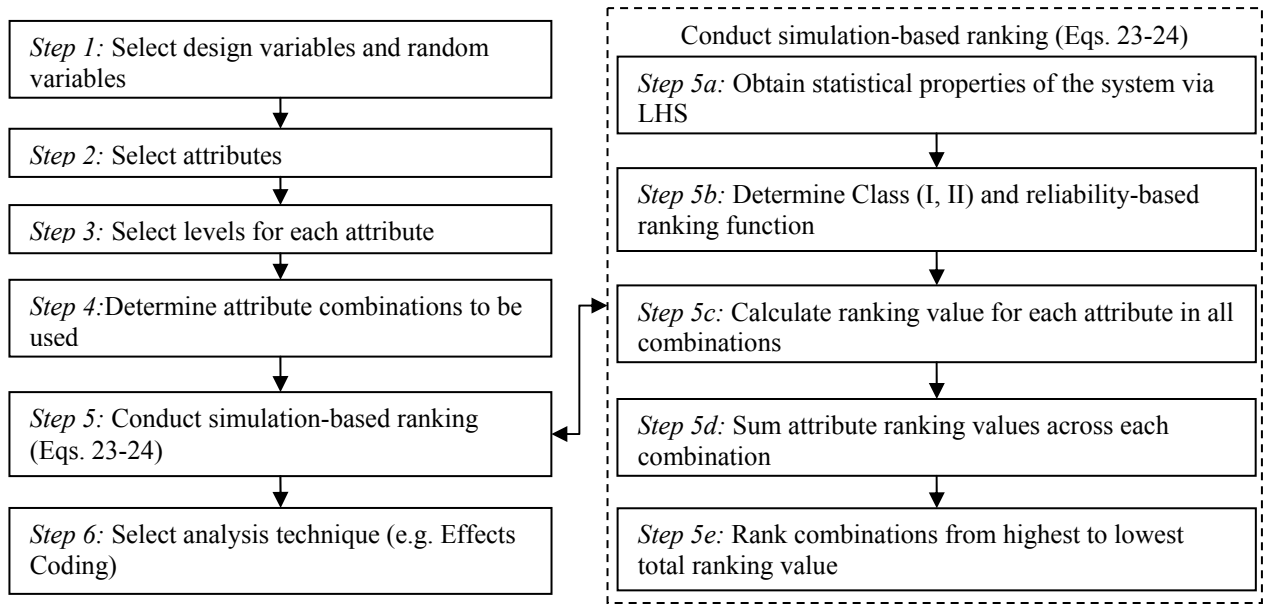 Step 1: Select design variables and random
variables
Step 2: Select attributes
Step 3: Select levels for each attribute
Step 4:Determine attribute combinations to be
used
Step 5: Conduct simulation-based ranking
(Eqs. 23-24)
Step 6: Select analysis technique (e.g. Effects
Coding)
Conduct simulation-based ranking (Eqs. 23-24)
Step 5a: Obtain statistical properties of the system via
LHS
Step 5b: Determine Class (I, II) and reliability-based
ranking function
Step 5c: Calculate ranking value for each attribute in all
combinations
Step 5d: Sum attribute ranking values across each
combination
Step 5e: Rank combinations from highest to lowest
total ranking value